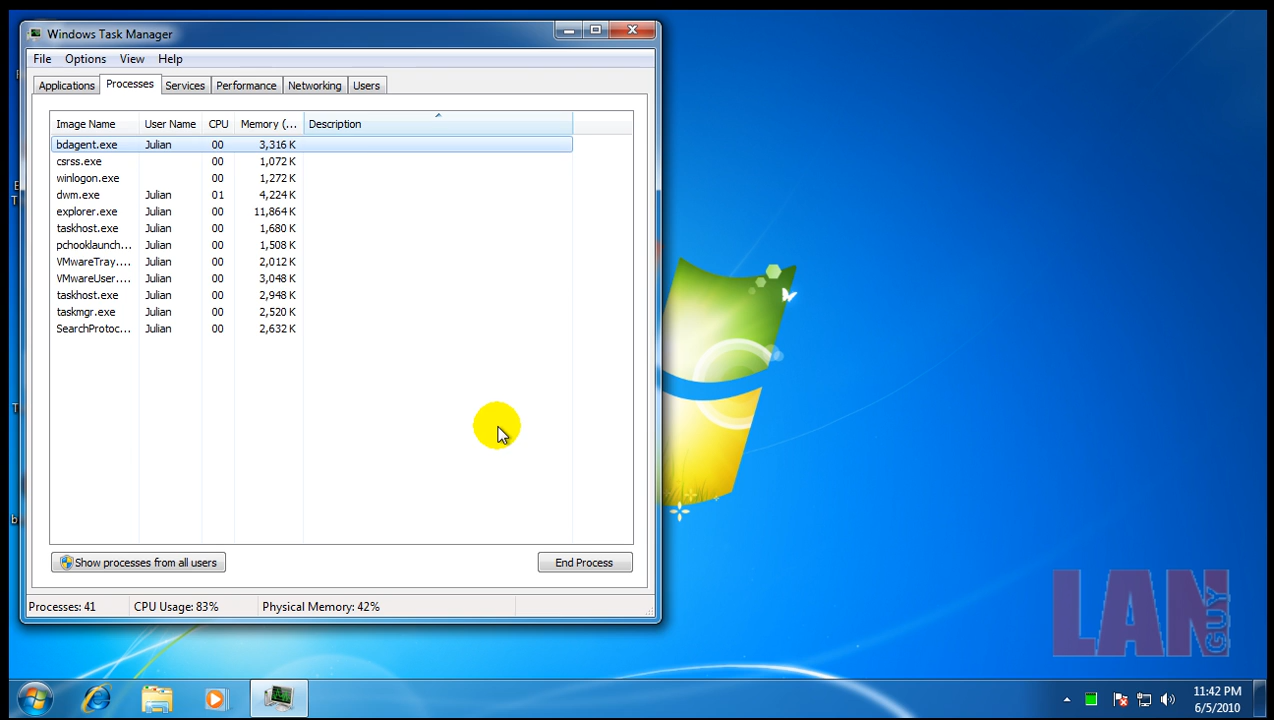 Windows Task Manager
File Options View Help
Applications Processes Services Performance Networking Users
Image Name User Name CPU Memory (... Description
bdagent.exe Julian 00 3,316 K
csrss.exe 00 1,072 K
winlogon.exe 00 1,272 K
dwm.exe Julian 01 4,224 K
explorer.exe Julian 00 11,864 K
taskhost.exe Julian 00 1,680 K
pchooklaunch... Julian 00 1,508 K
VMwareTray.... Julian 00 2,012 K
VMwareUser.... Julian 00 3,048 K
taskhost.exe Julian 00 2,948 K
taskmgr.exe Julian 00 2,520 K
SearchProtoc... Julian 00 2,632 K
Show processes from all users End Process
Processes: 41 CPU Usage: 83% Physical Memory: 42%
LAN GUY
11:42 PM
6/5/2010